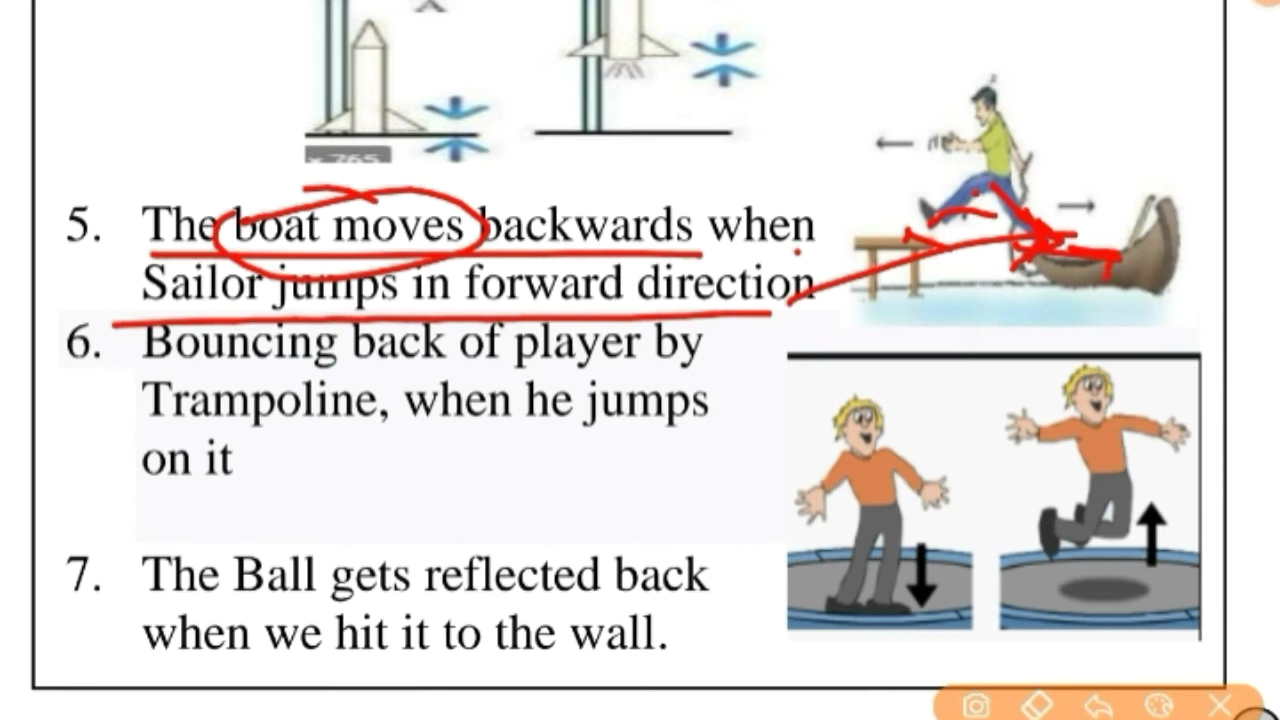 × 765
5. The boat moves backwards when
Sailor jumps in forward direction
6. Bouncing back of player by
Trampoline, when he jumps
on it
7. The Ball gets reflected back
when we hit it to the wall.